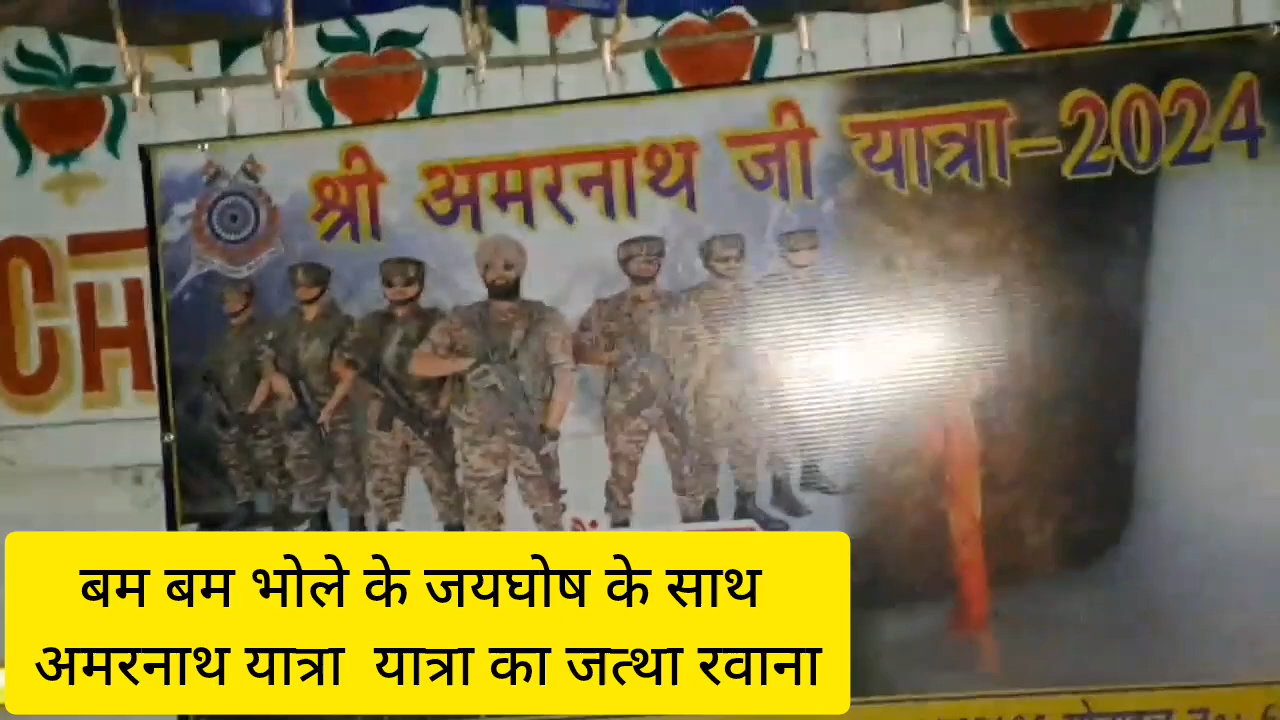 श्री अमरनाथ जी यात्रा-2024
CH
बम बम भोले के जयघोष के साथ
अमरनाथ यात्रा यात्रा का जत्था रवाना